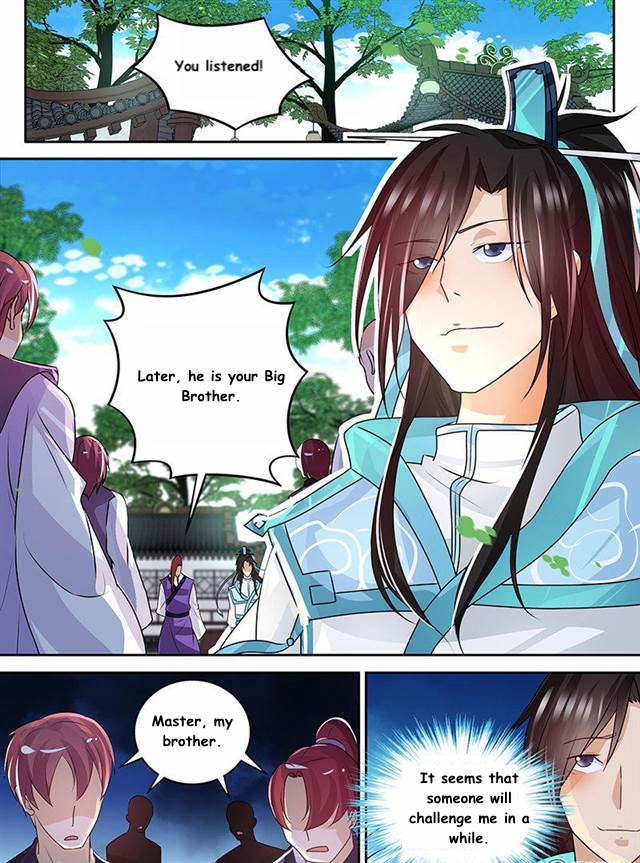 You listened!
Later, he is your Big
Brother.
Master, my
brother.
It seems that
someone will
challenge me in a
while.